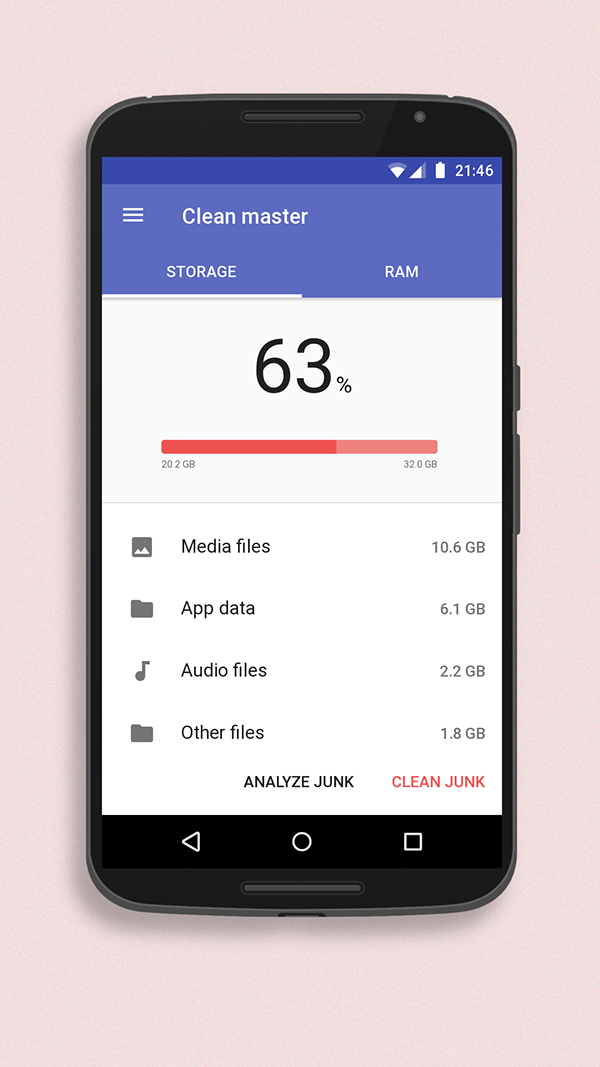 21:46
Clean master
STORAGE RAM
63%
20.2 GB 32.0 GB
Media files 10.6 GB
App data 6.1 GB
Audio files 2.2 GB
Other files 1.8 GB
ANALYZE JUNK CLEAN JUNK